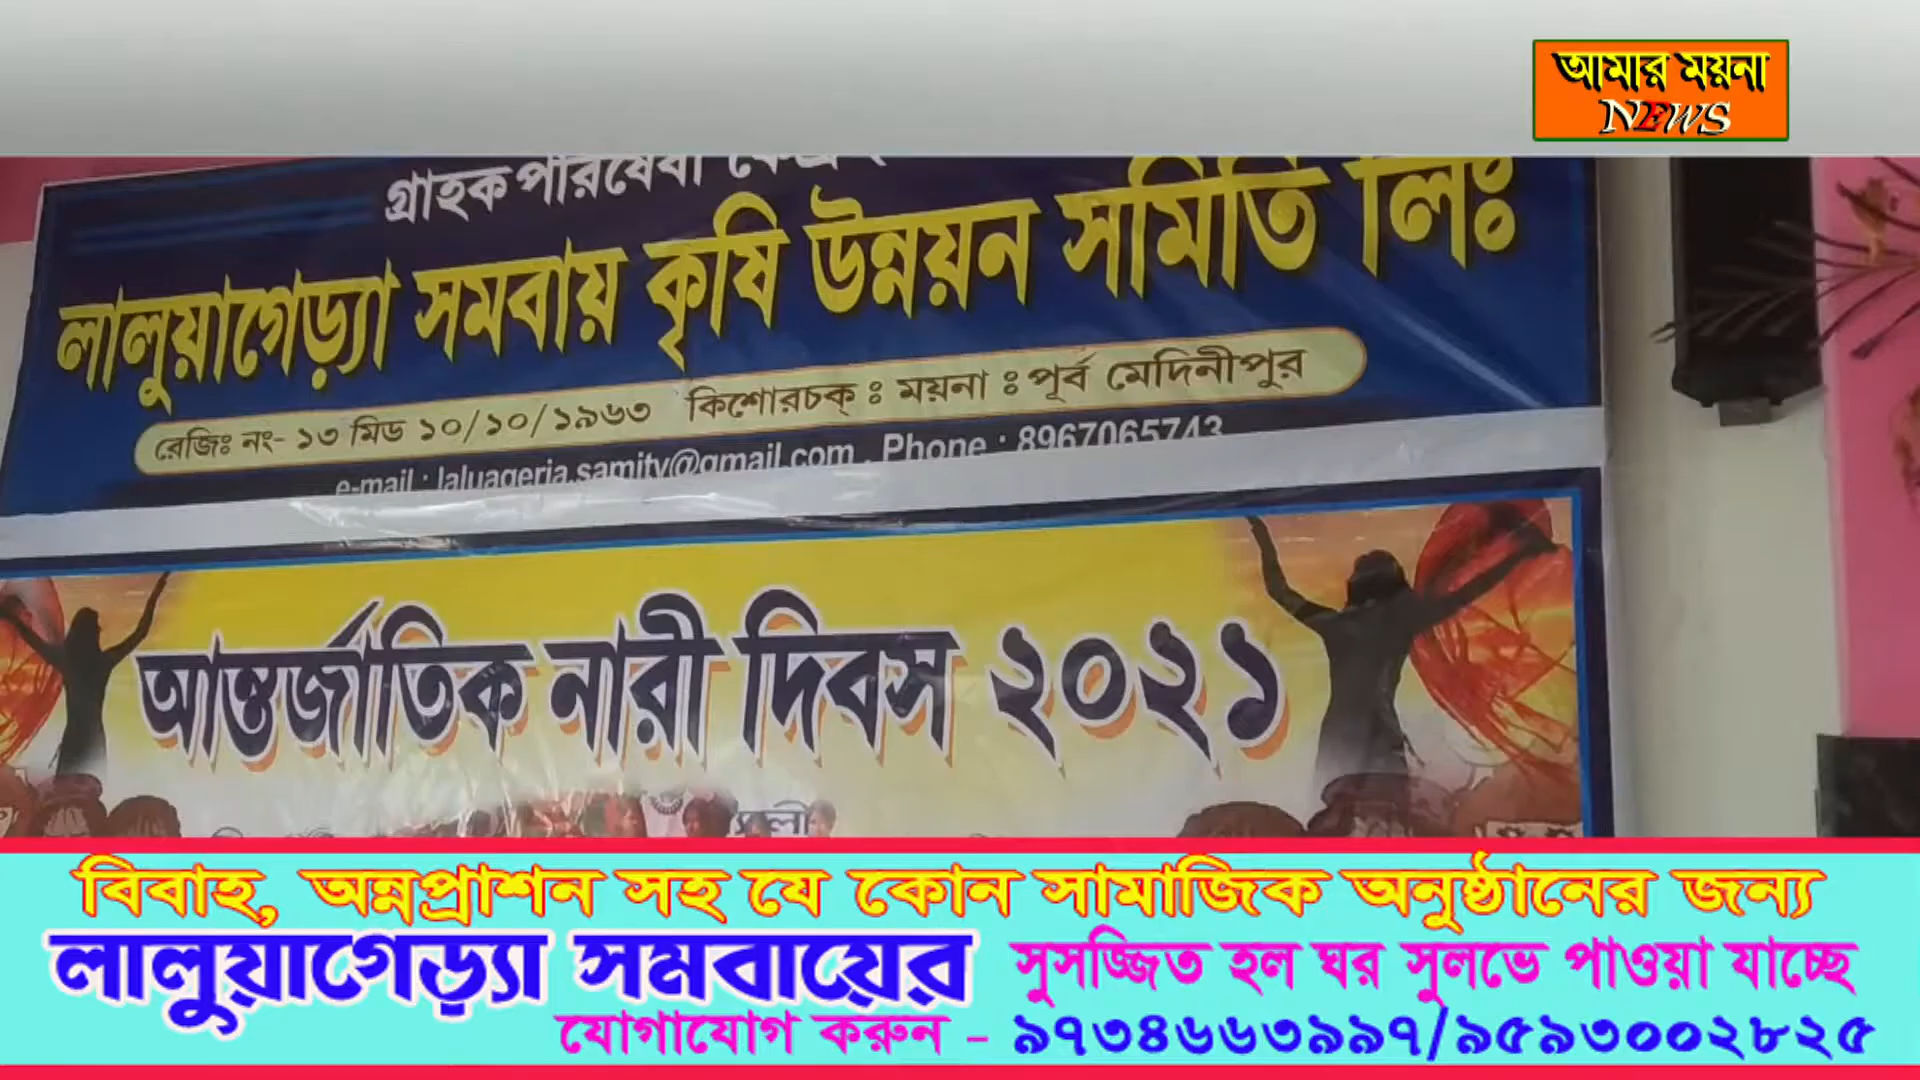 আমার ময়না
NEWS
গ্রাহক পরিষেবা
লালুয়াগেড়্যা সমবায় কৃষি উন্নয়ন সমিতি লিঃ
রেজিঃ নং- ১৩ মিড ১০/১০/১৯৬৩ কিশোরচক্ ঃ ময়না ঃ পূর্ব মেদিনীপুর
e-mail : laluageria.samity@gmail.com , Phone : 8967065743
আন্তর্জাতিক নারী দিবস ২০২১
বিবাহ, অন্নপ্রাশন সহ যে কোন সামাজিক অনুষ্ঠানের জন্য
লালুয়াগেড়্যা সমবায়ের সুসজ্জিত হল ঘর সুলভে পাওয়া যাচ্ছে
যোগাযোগ করুন - ৯৭৩৪৬৬৩৯৯৭/৯৫৯৩০০২৮২৫